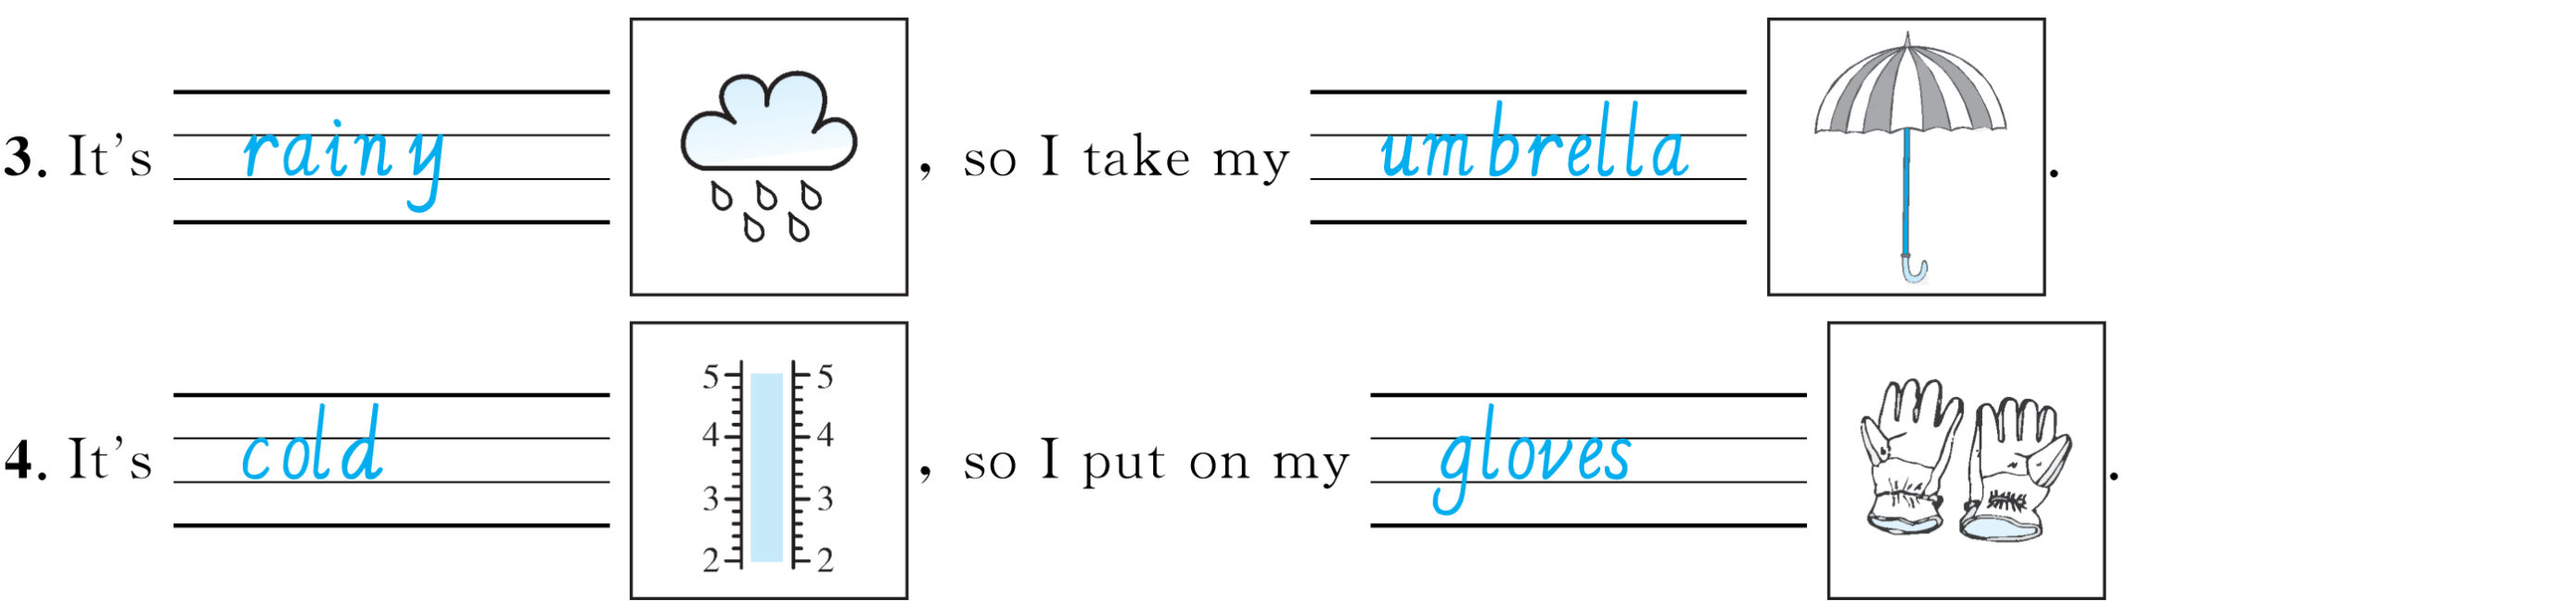 3. It's rainy, so I take my umbrella.
5 5
4 4
3 3
2 2
4. It's cold, so I put on my gloves.